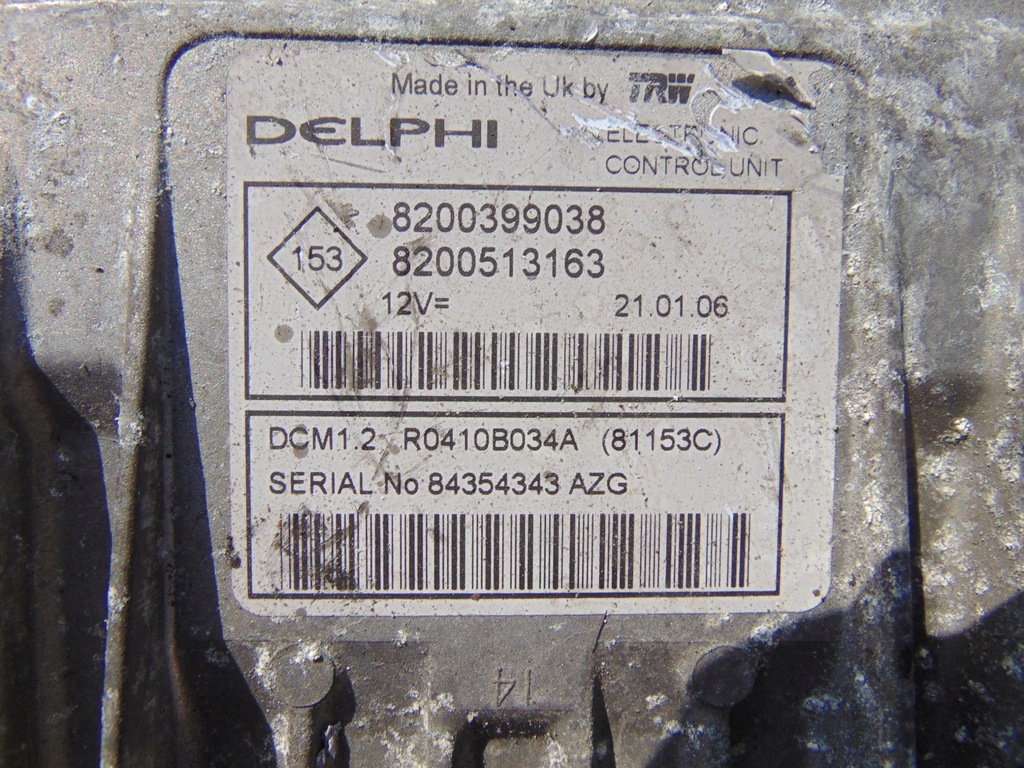 Made in the Uk by TRW
DELPHI
ELECTRONIC
CONTROL UNIT
153
8200399038
8200513163
12V= 21.01.06
DCM1.2 R0410B034A (81153C)
SERIAL No 84354343 AZG
14